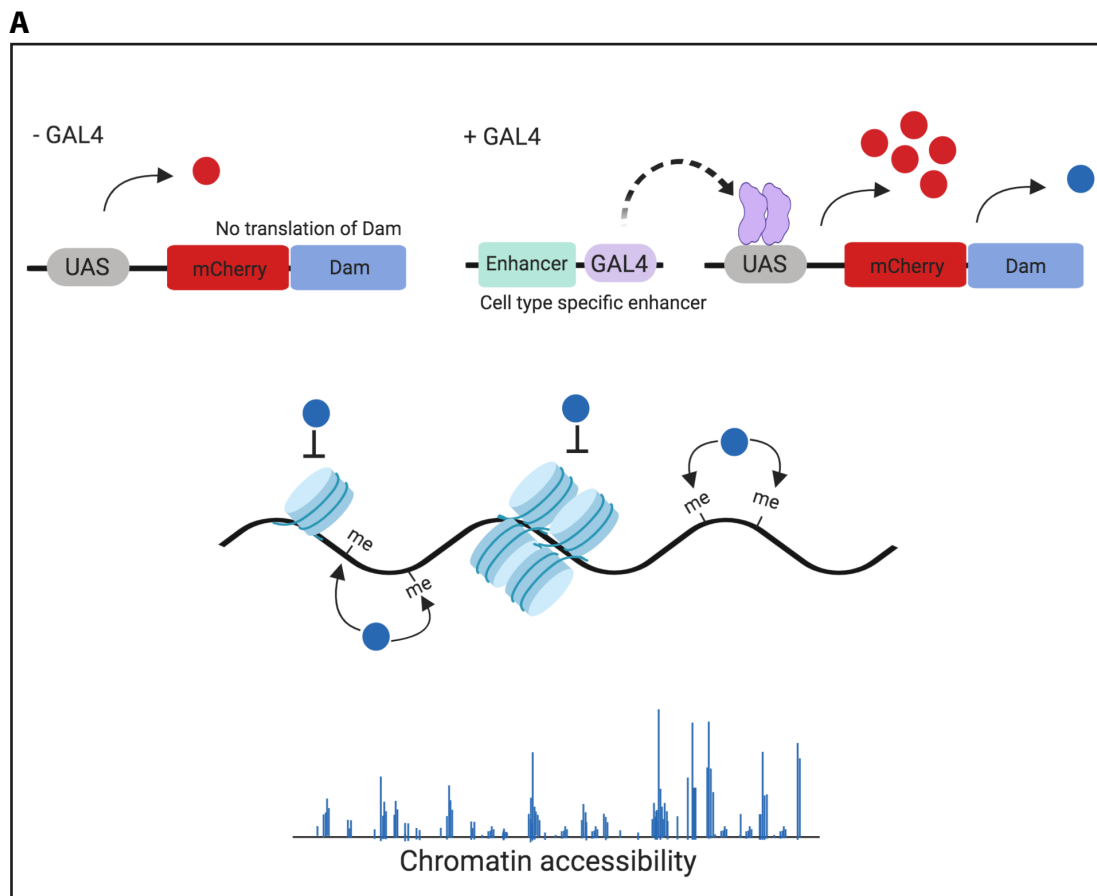 A
- GAL4
+ GAL4
No translation of Dam
UAS
mCherry
Dam
Enhancer
GAL4
UAS
mCherry
Dam
Cell type specific enhancer
me
me
me
me
Chromatin accessibility